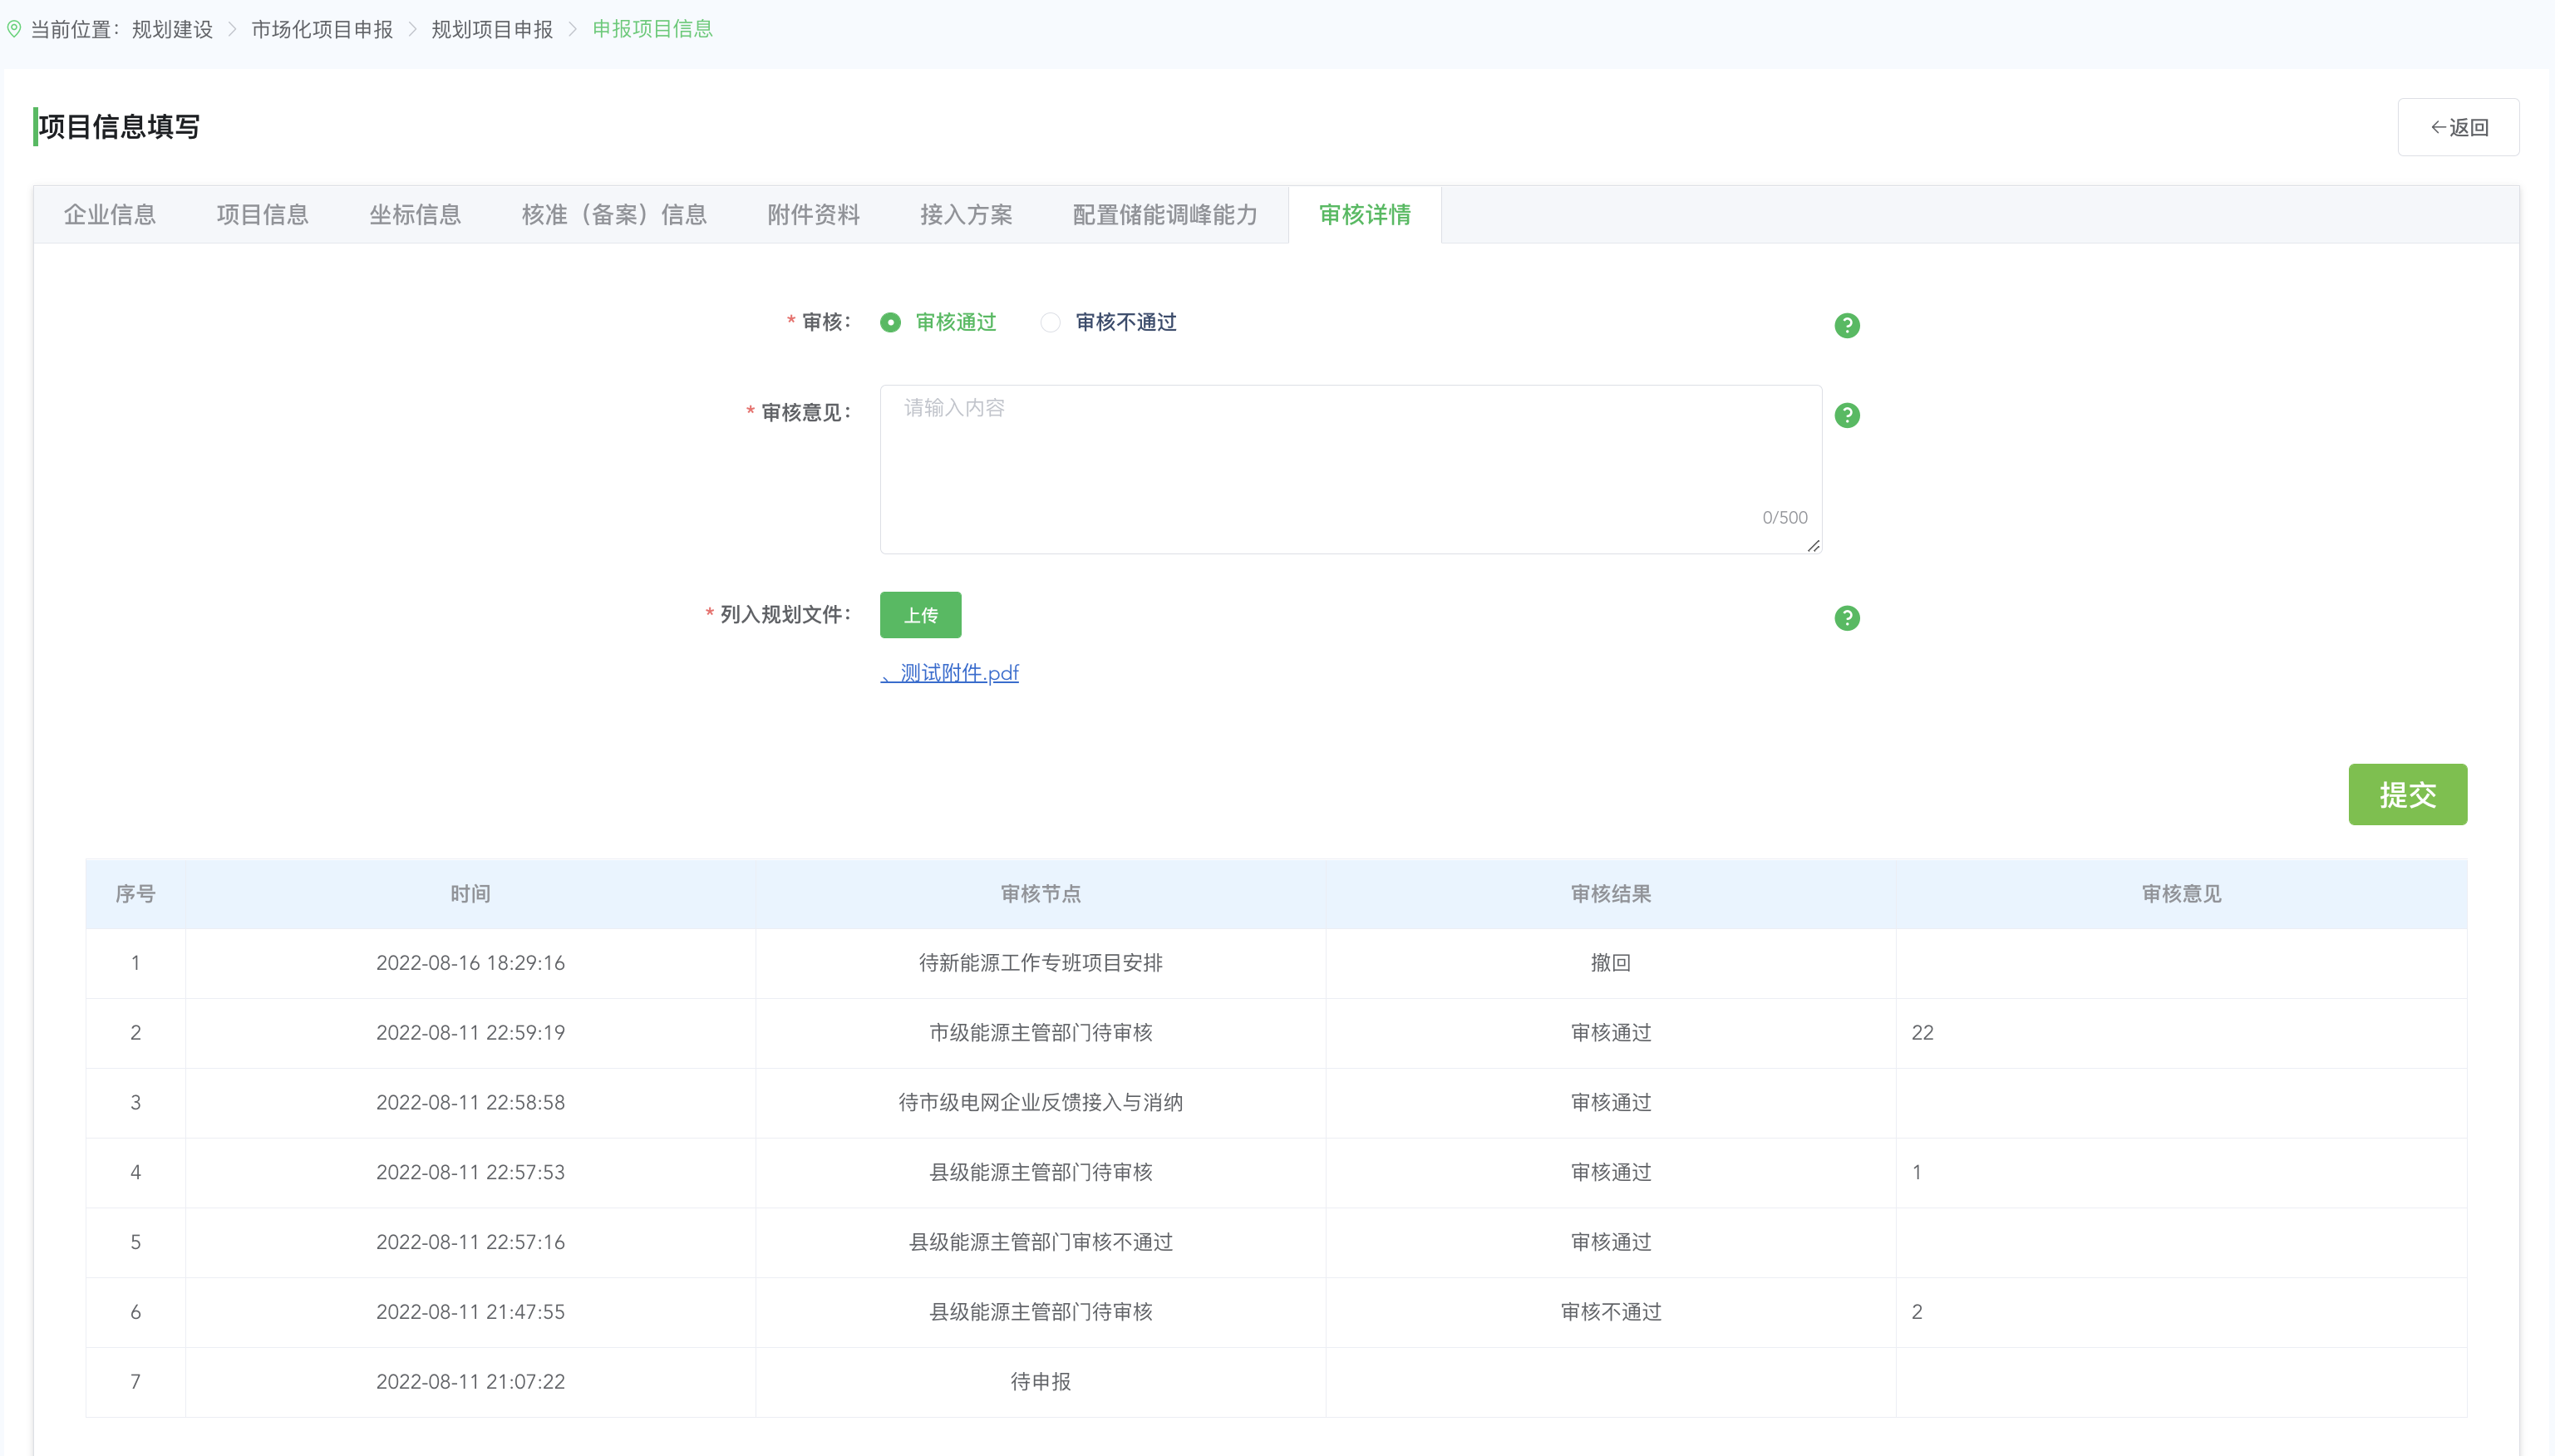 当前位置： 规划建设 > 市场化项目申报 > 规划项目申报 > 申报项目信息
项目信息填写
←返回
企业信息 项目信息 坐标信息 核准（备案）信息 附件资料 接入方案 配置储能调峰能力 审核详情
* 审核： 审核通过 审核不通过 ?
* 审核意见： 请输入内容 ?
0/500
* 列入规划文件： 上传 ?
、测试附件.pdf
提交
序号 时间 审核节点 审核结果 审核意见
1 2022-08-16 18:29:16 待新能源工作专班项目安排 撤回
2 2022-08-11 22:59:19 市级能源主管部门待审核 审核通过 22
3 2022-08-11 22:58:58 待市级电网企业反馈接入与消纳 审核通过
4 2022-08-11 22:57:53 县级能源主管部门待审核 审核通过 1
5 2022-08-11 22:57:16 县级能源主管部门审核不通过 审核通过
6 2022-08-11 21:47:55 县级能源主管部门待审核 审核不通过 2
7 2022-08-11 21:07:22 待申报